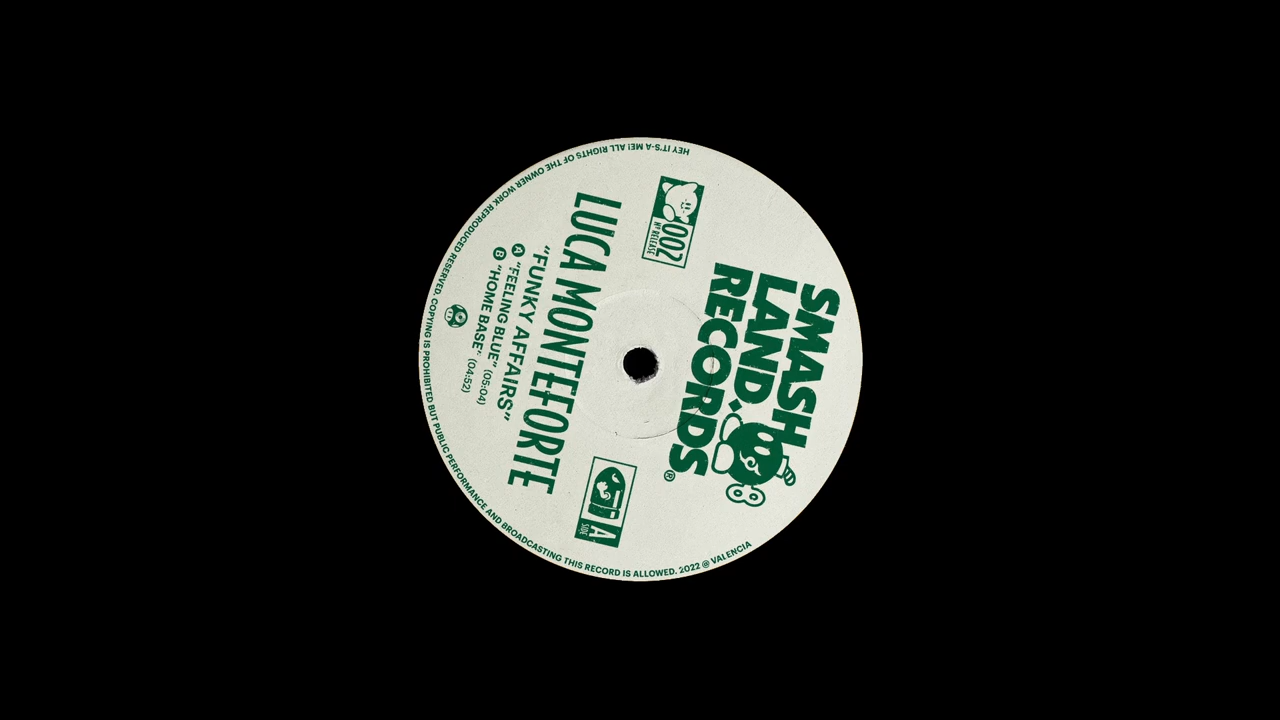 SMASH
LAND.
RECORDS®
002
Nº RELEASE
A
SIDE
LUCA MONTEFORTE
"FUNKY AFFAIRS"
A "FEELING BLUE" (05:04)
B "HOME BASE" (04:52)
HEY IT'S-A ME! ALL RIGHTS OF THE OWNER WORK REPRODUCED RESERVED. COPYING IS PROHIBITED BUT PUBLIC PERFORMANCE AND BROADCASTING THIS RECORD IS ALLOWED. 2022 @ VALENCIA